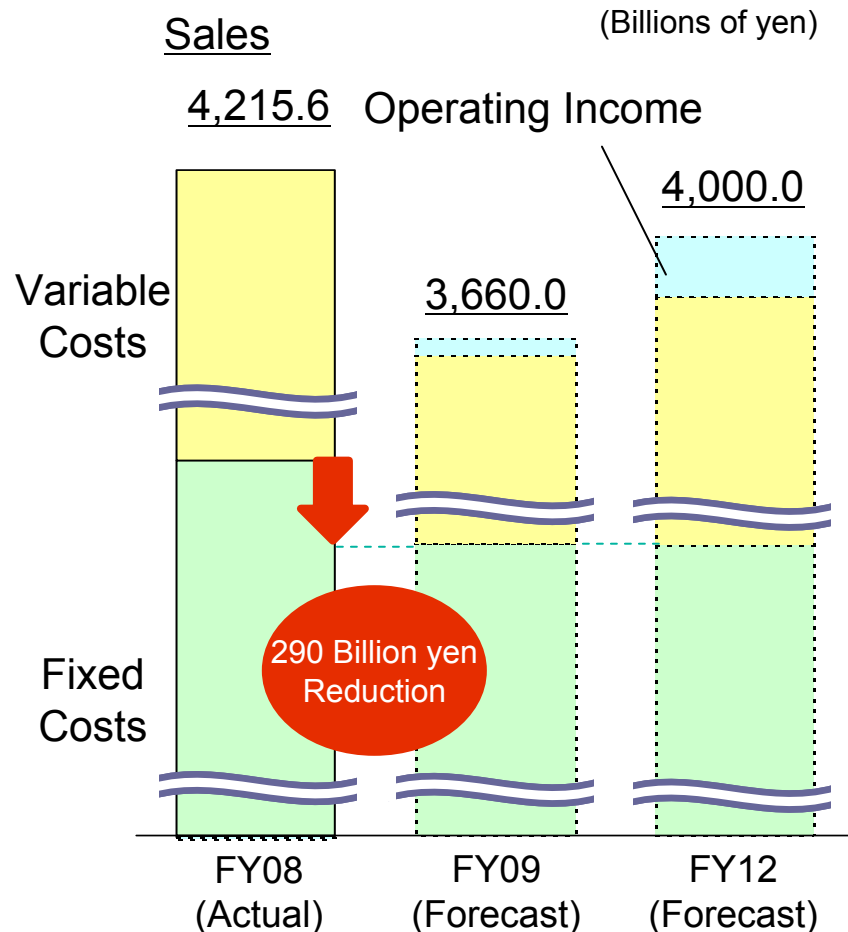 Sales
(Billions of yen)
4,215.6
Operating Income
4,000.0
3,660.0
Variable
Costs
290 Billion yen
Reduction
Fixed
Costs
FY08
(Actual)
FY09
(Forecast)
FY12
(Forecast)